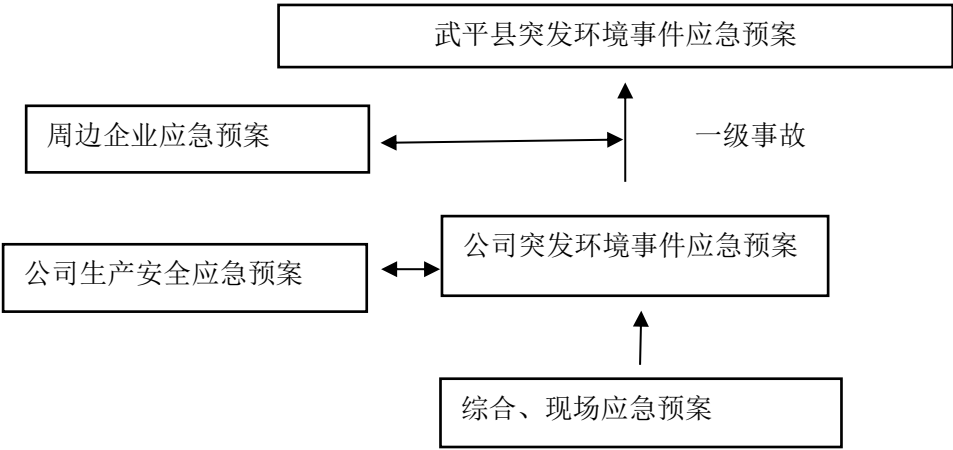 武平县突发环境事件应急预案
周边企业应急预案
一级事故
公司突发环境事件应急预案
公司生产安全应急预案
综合、现场应急预案